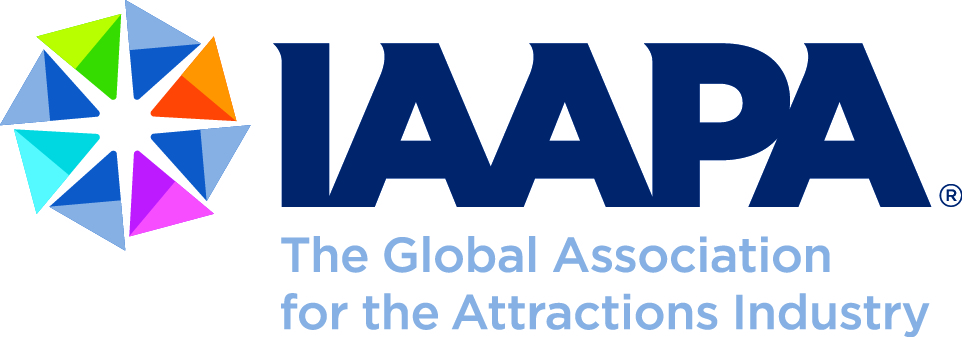 IAAPA®
The Global Association
for the Attractions Industry